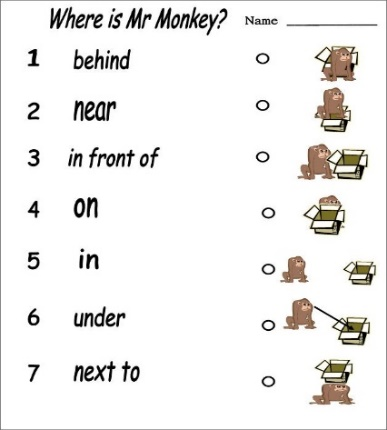 Where is Mr Monkey? Name
1 behind
2 near
3 in front of
4 on
5 in
6 under
7 next to